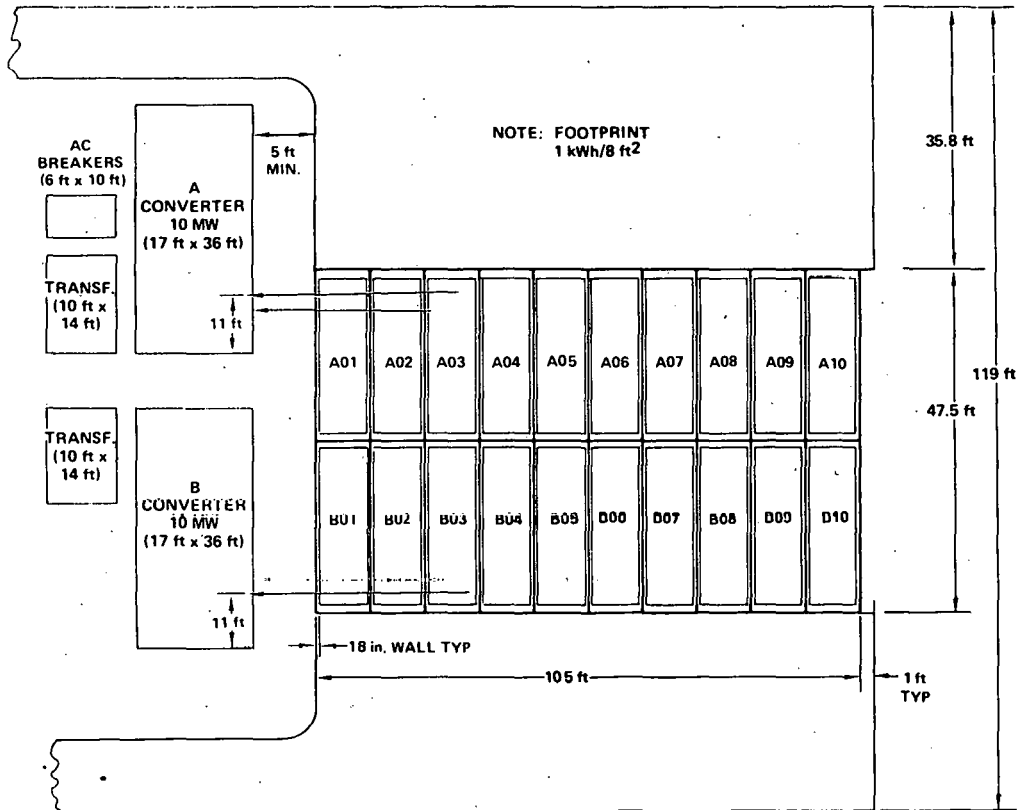 NOTE: FOOTPRINT
1 kWh/8 ft2
35.8 ft
AC
BREAKERS
(6 ft x 10 ft)
5 ft
MIN.
A
CONVERTER
10 MW
(17 ft x 36 ft)
TRANSF.
(10 ft x
14 ft)
11 ft
A01 A02 A03 A04 A05 A06 A07 A08 A09 A10
119 ft
47.5 ft
TRANSF.
(10 ft x
14 ft)
B
CONVERTER
10 MW
(17 ft x 36 ft)
B01 B02 B03 B04 B05 B06 B07 B08 B09 B10
11 ft
18 in. WALL TYP
105 ft
1 ft
TYP